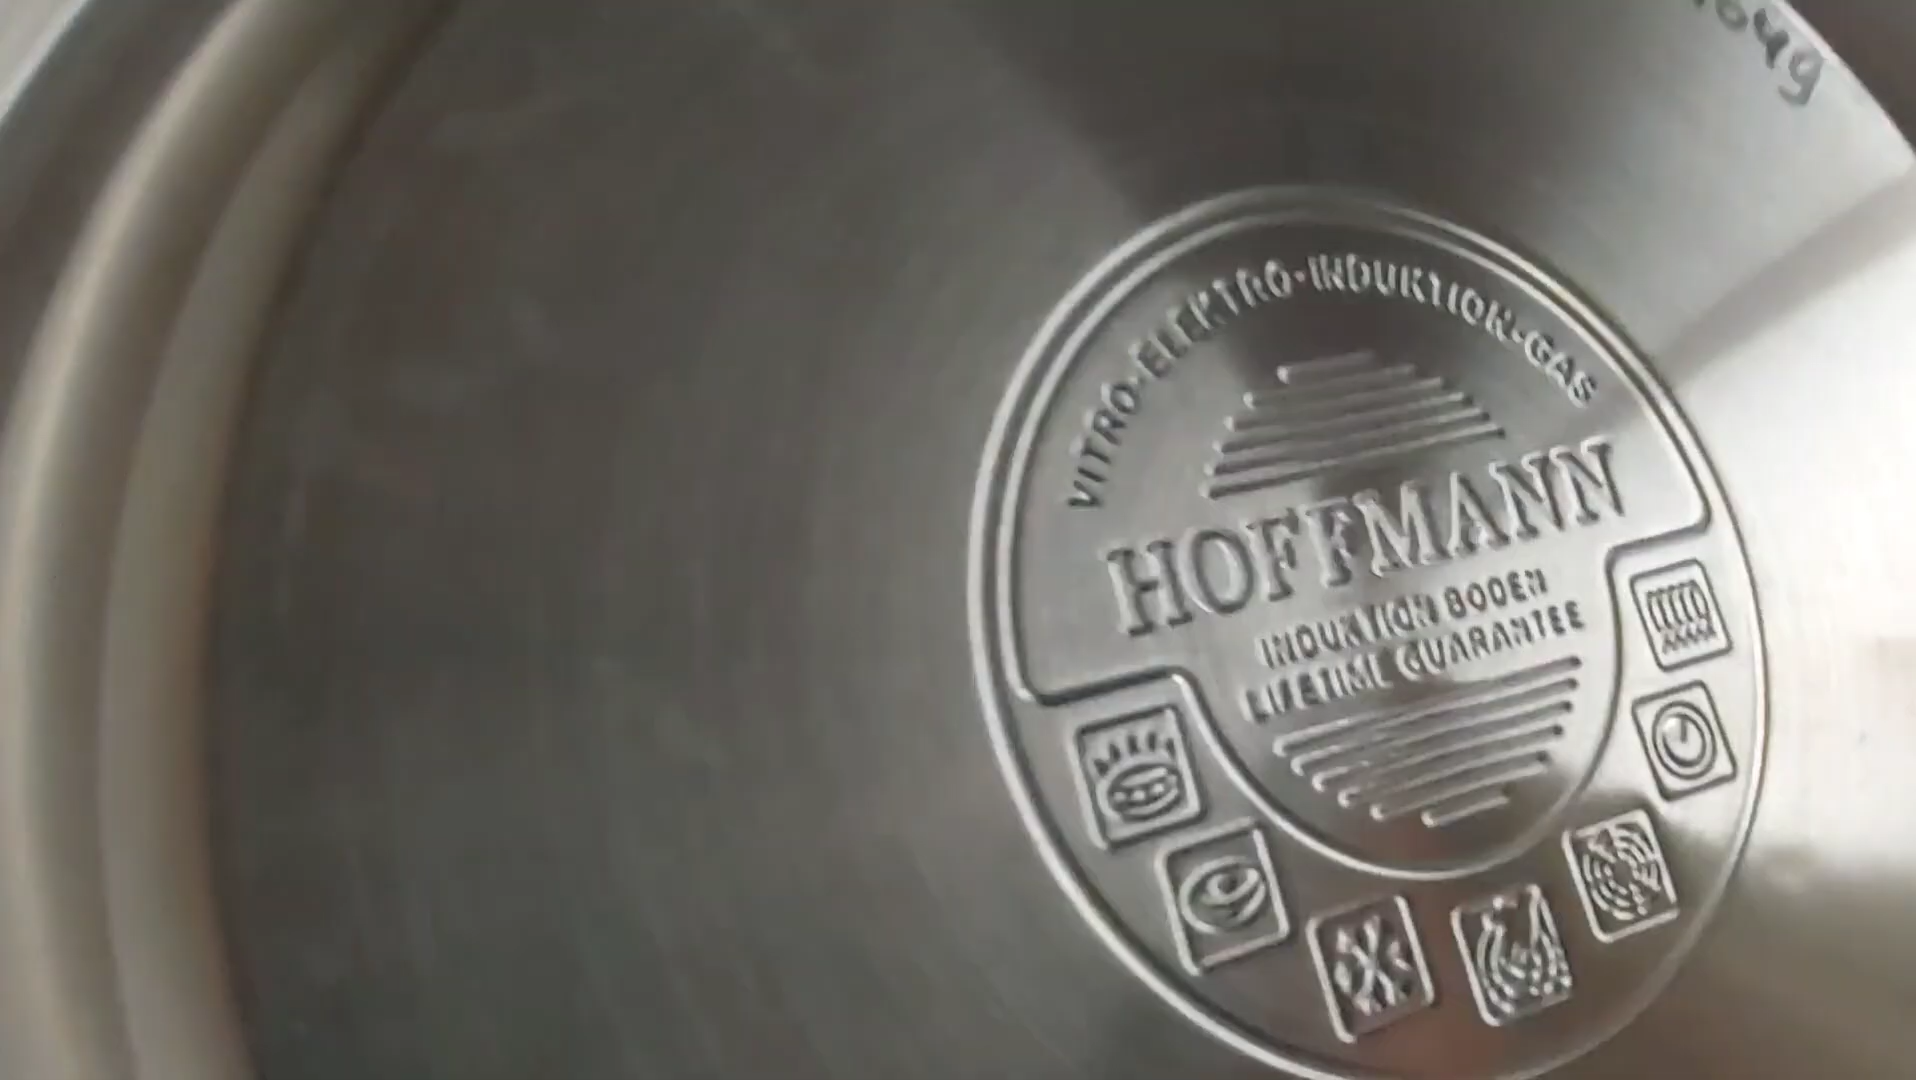 VITRO-ELEKTRO-INDUKTION-GAS
HOFFMANN
INDUKTION BODEN
LIFETIME GUARANTEE